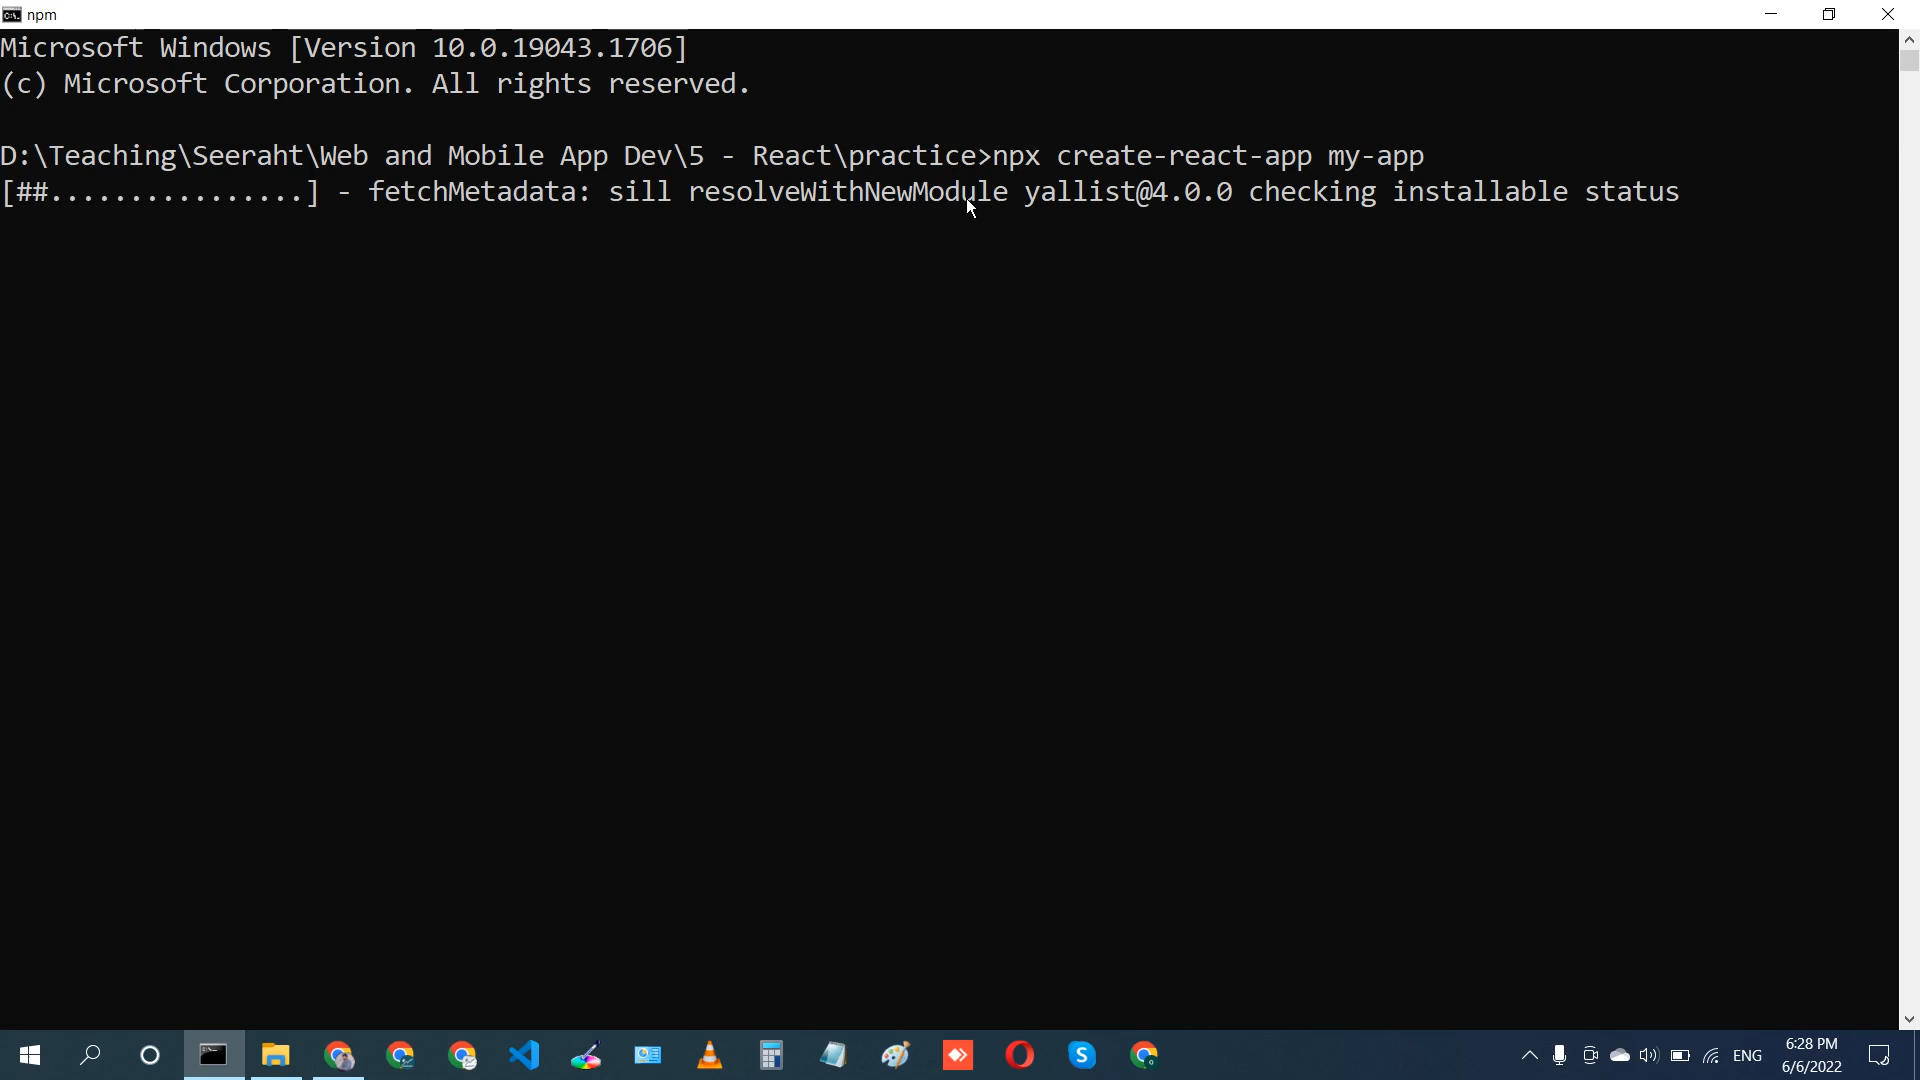 npm
Microsoft Windows [Version 10.0.19043.1706]
(c) Microsoft Corporation. All rights reserved.
D:\Teaching\Seeraht\Web and Mobile App Dev\5 - React\practice>npx create-react-app my-app
[##................] - fetchMetadata: sill resolveWithNewModule yallist@4.0.0 checking installable status
ENG
6:28 PM
6/6/2022